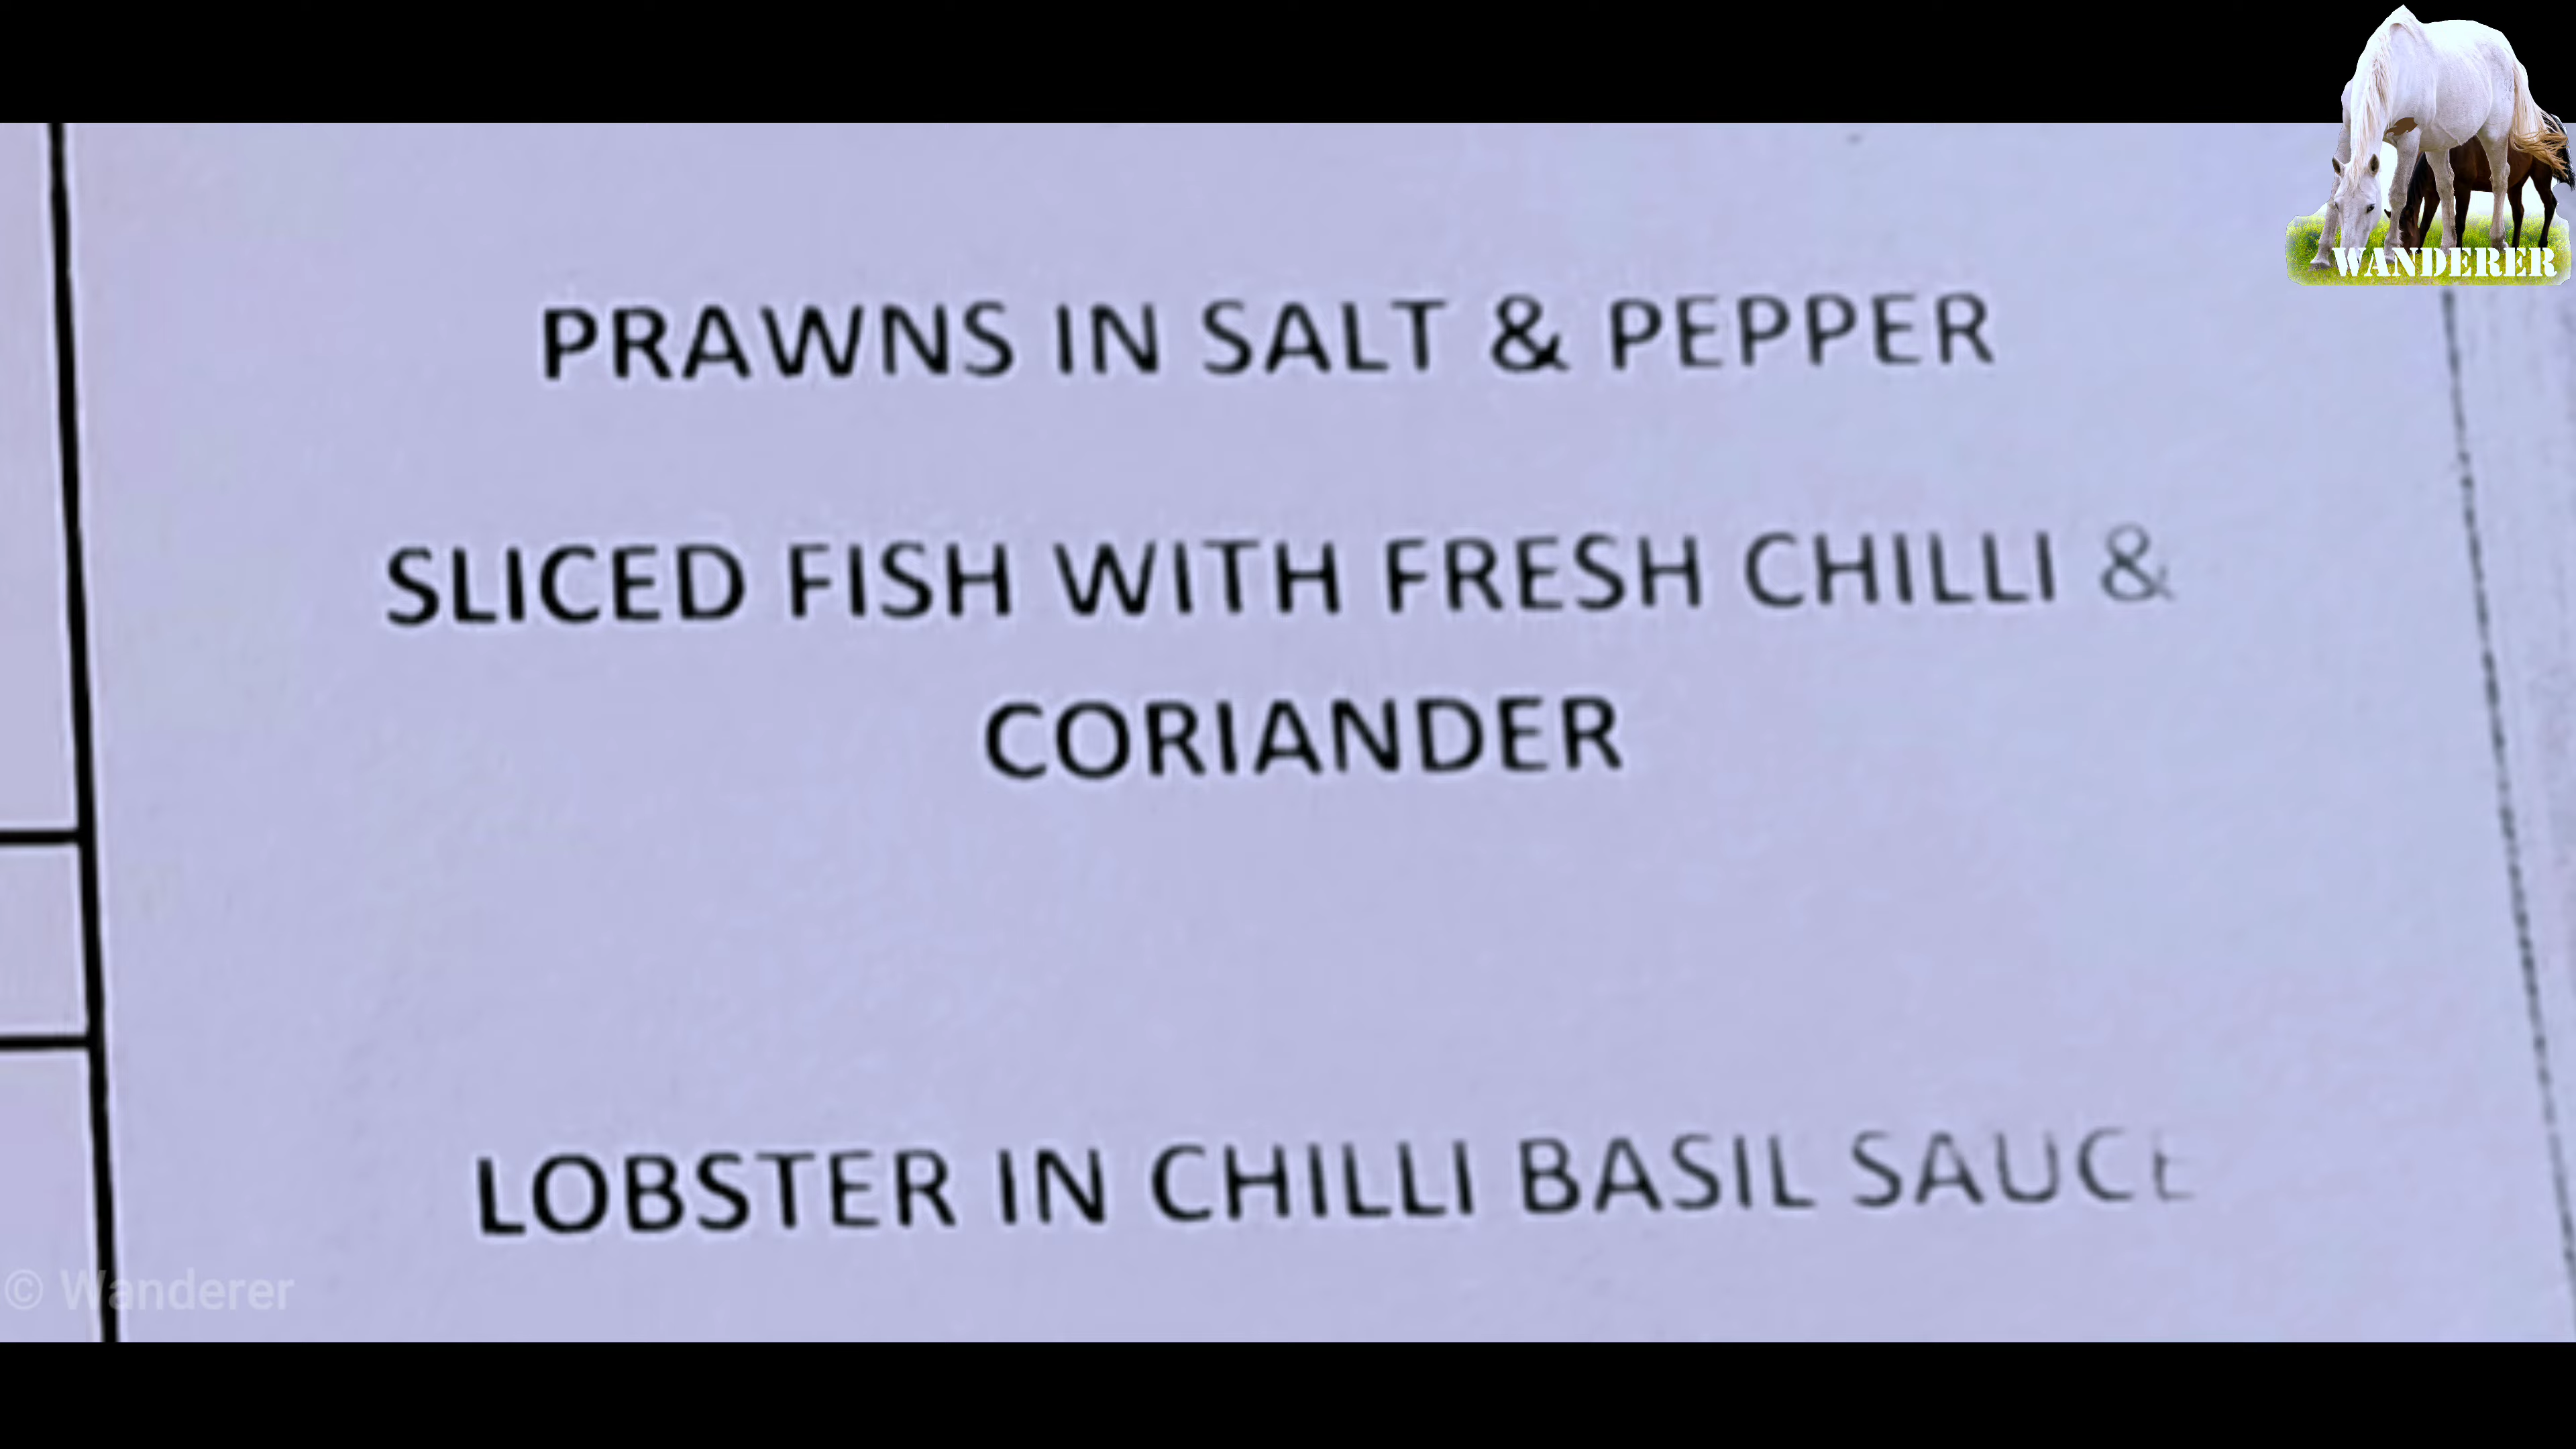 WANDERER
PRAWNS IN SALT & PEPPER
SLICED FISH WITH FRESH CHILLI &
CORIANDER
LOBSTER IN CHILLI BASIL SAUCE
© Wanderer